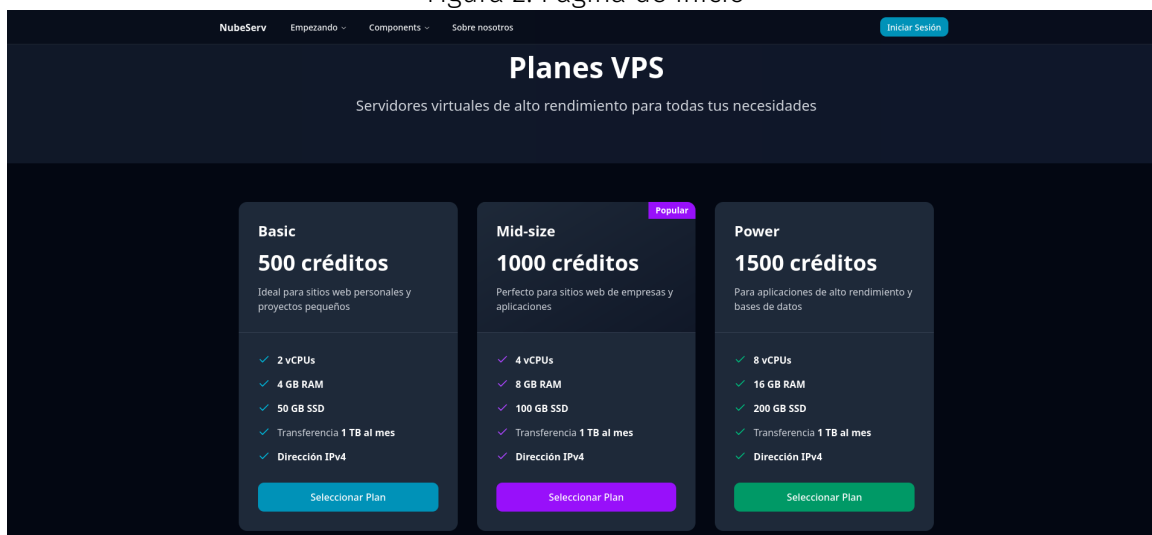 Figura 2. Página de Inicio
NubeServ Empezando Components Sobre nosotros Iniciar Sesión
Planes VPS
Servidores virtuales de alto rendimiento para todas tus necesidades
Basic
500 créditos
Ideal para sitios web personales y
proyectos pequeños
2 vCPUs
4 GB RAM
50 GB SSD
Transferencia 1 TB al mes
Dirección IPv4
Seleccionar Plan
Popular
Mid-size
1000 créditos
Perfecto para sitios web de empresas y
aplicaciones
4 vCPUs
8 GB RAM
100 GB SSD
Transferencia 1 TB al mes
Dirección IPv4
Seleccionar Plan
Power
1500 créditos
Para aplicaciones de alto rendimiento y
bases de datos
8 vCPUs
16 GB RAM
200 GB SSD
Transferencia 1 TB al mes
Dirección IPv4
Seleccionar Plan